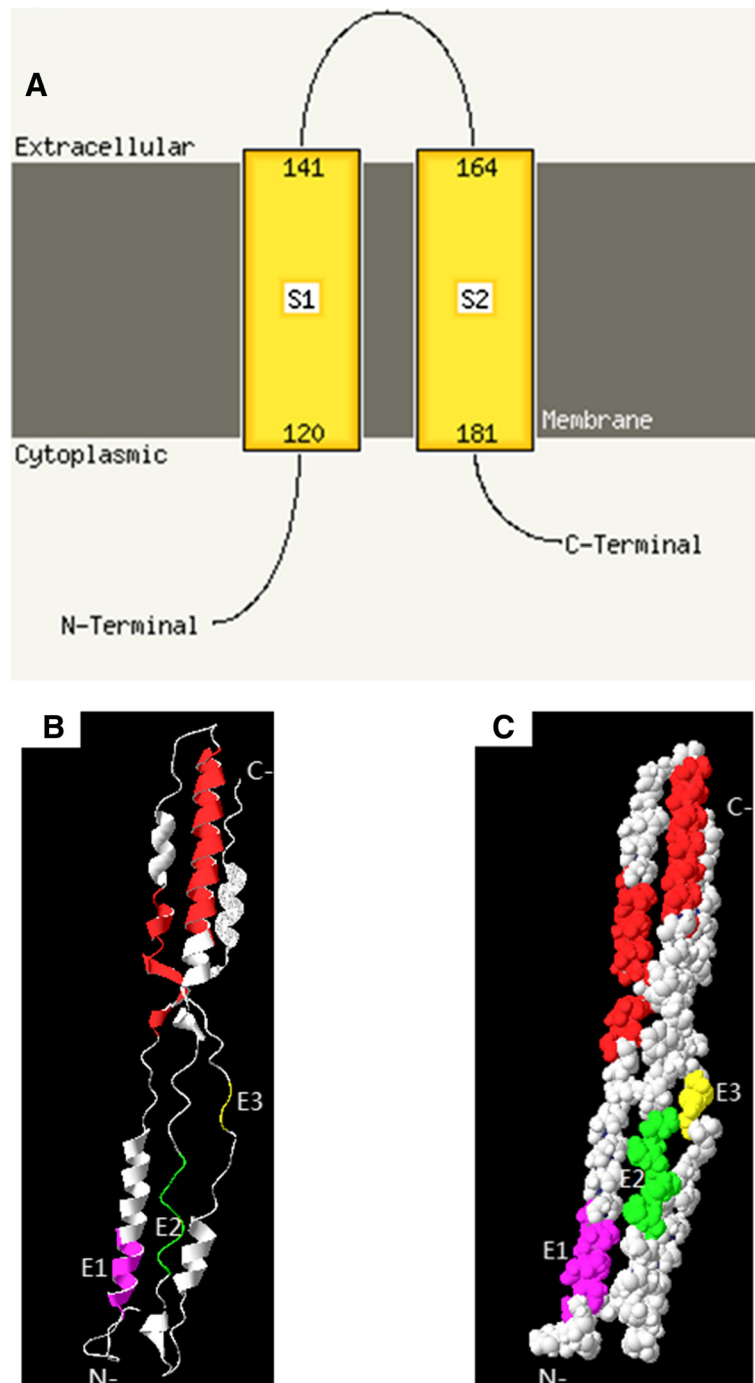 A
Extracellular
141
164
S1
S2
Membrane
120
181
Cytoplasmic
C-Terminal
N-Terminal
B
C-
E3
E2
E1
N-
C
C-
E3
E2
E1
N-